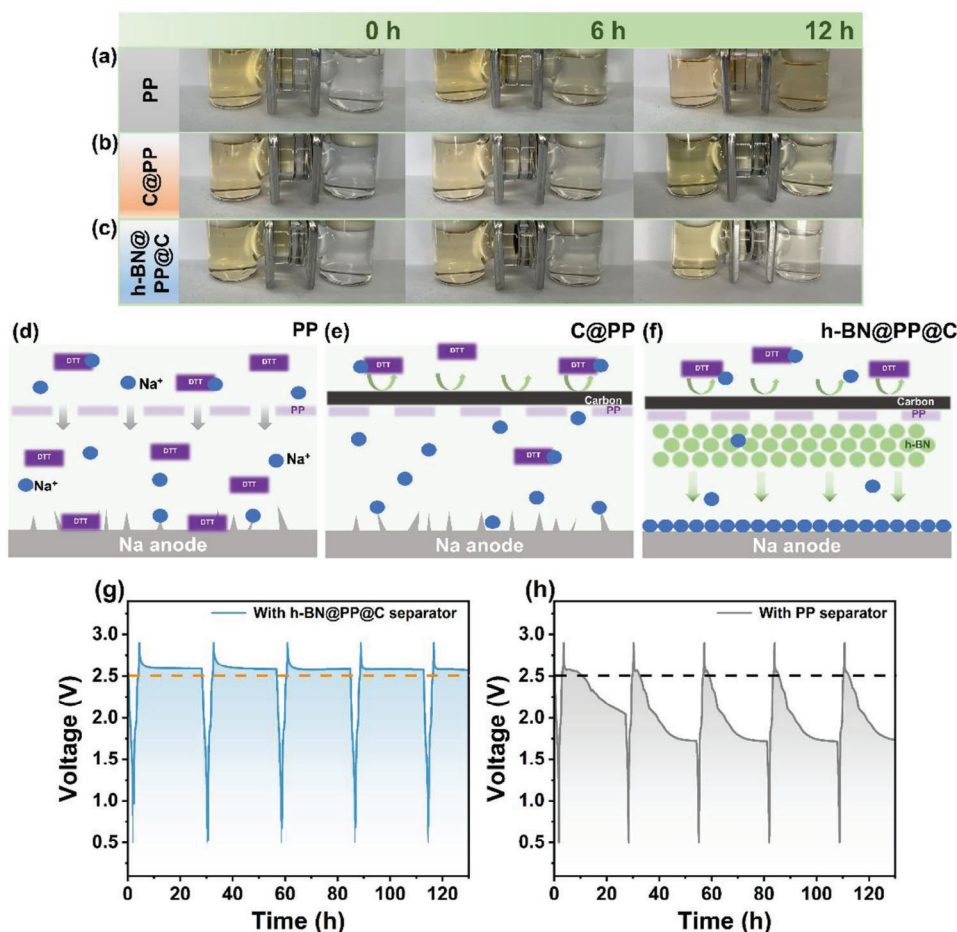 0 h 6 h 12 h
(a) PP
(b) C@PP
(c) h-BN@
PP@C
(d) PP
DTT
DTT
Na⁺
DTT
PP
DTT
DTT
Na⁺
Na⁺
DTT
DTT
DTT
Na anode
(e) C@PP
DTT
DTT
DTT
Carbon
PP
DTT
Na anode
(f) h-BN@PP@C
DTT
DTT
DTT
Carbon
PP
h-BN
Na anode
(g)
With h-BN@PP@C separator
Voltage (V)
3.0
2.5
2.0
1.5
1.0
0.5
0 20 40 60 80 100 120
Time (h)
(h)
With PP separator
Voltage (V)
3.0
2.5
2.0
1.5
1.0
0.5
0 20 40 60 80 100 120
Time (h)